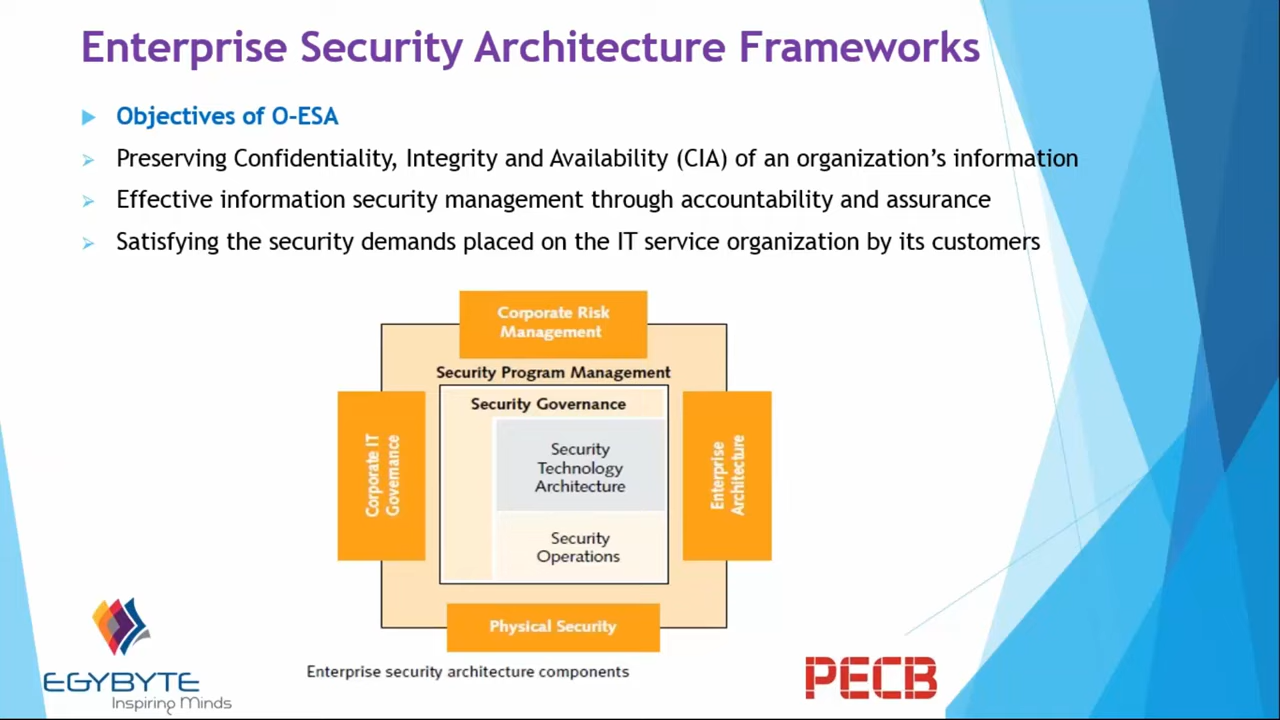 Enterprise Security Architecture Frameworks
Objectives of O-ESA
Preserving Confidentiality, Integrity and Availability (CIA) of an organization's information
Effective information security management through accountability and assurance
Satisfying the security demands placed on the IT service organization by its customers
Corporate Risk
Management
Security Program Management
Security Governance
Corporate IT
Governance
Security
Technology
Architecture
Enterprise
Architecture
Security
Operations
Physical Security
Enterprise security architecture components
EGYBYTE
Inspiring Minds
PECB